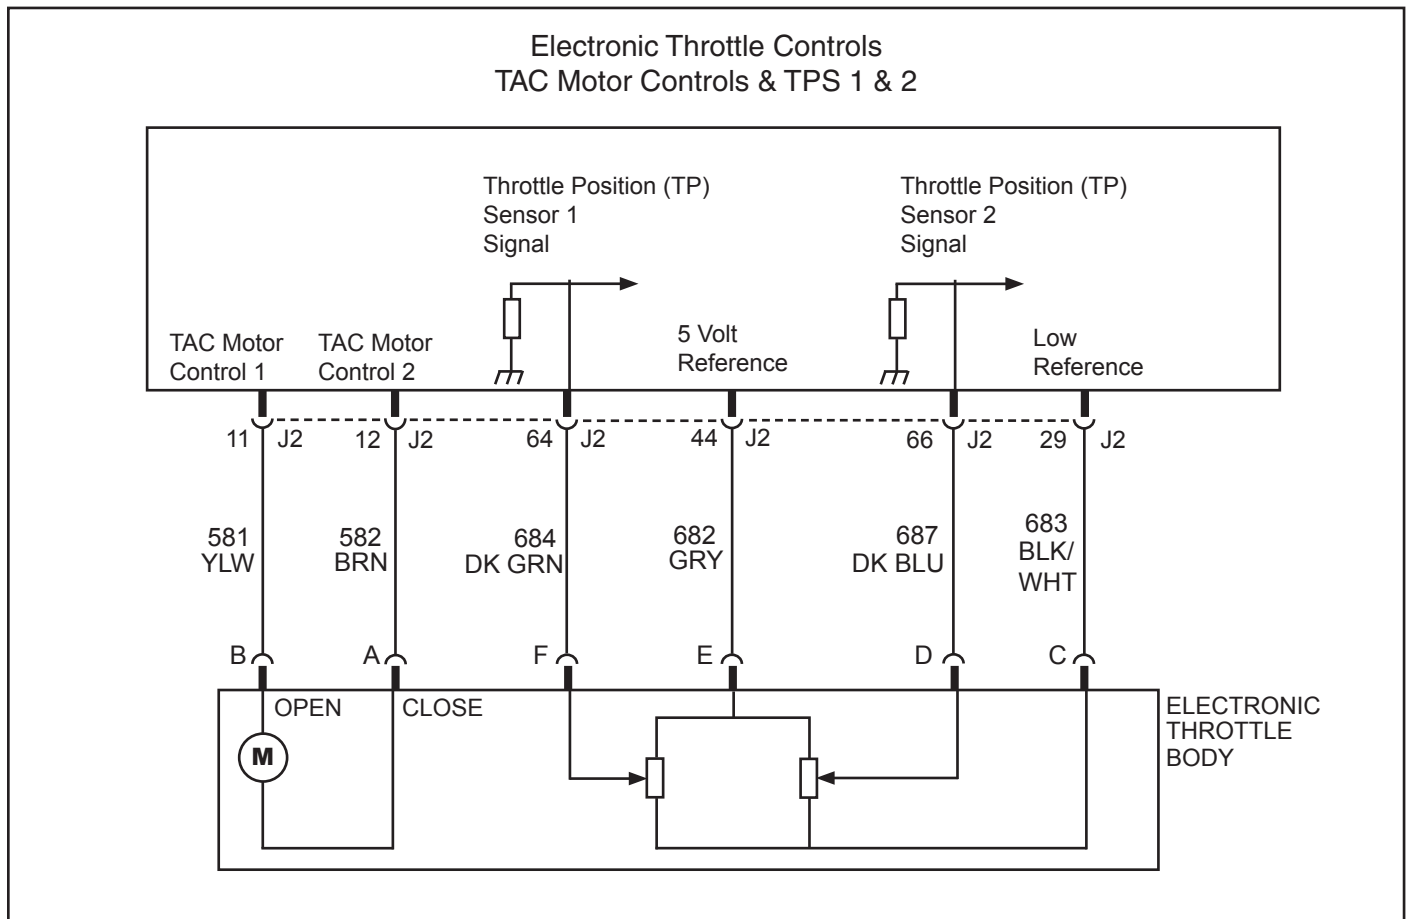 Electronic Throttle Controls
TAC Motor Controls & TPS 1 & 2
Throttle Position (TP)
Sensor 1
Signal
Throttle Position (TP)
Sensor 2
Signal
TAC Motor
Control 1
TAC Motor
Control 2
5 Volt
Reference
Low
Reference
11 J2
12 J2
64 J2
44 J2
66 J2
29 J2
581
YLW
582
BRN
684
DK GRN
682
GRY
687
DK BLU
683
BLK/
WHT
B
A
F
E
D
C
OPEN
CLOSE
M
ELECTRONIC
THROTTLE
BODY